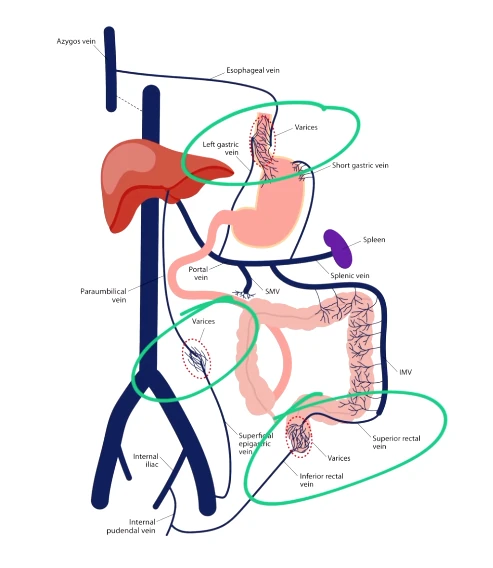 Azygos vein
Esophageal vein
Varices
Left gastric
vein
Short gastric vein
Spleen
Portal
vein
Splenic vein
SMV
Paraumbilical
vein
Varices
IMV
Superficial
epigastric
vein
Superior rectal
vein
Internal
iliac
Varices
Inferior rectal
vein
Internal
pudendal vein